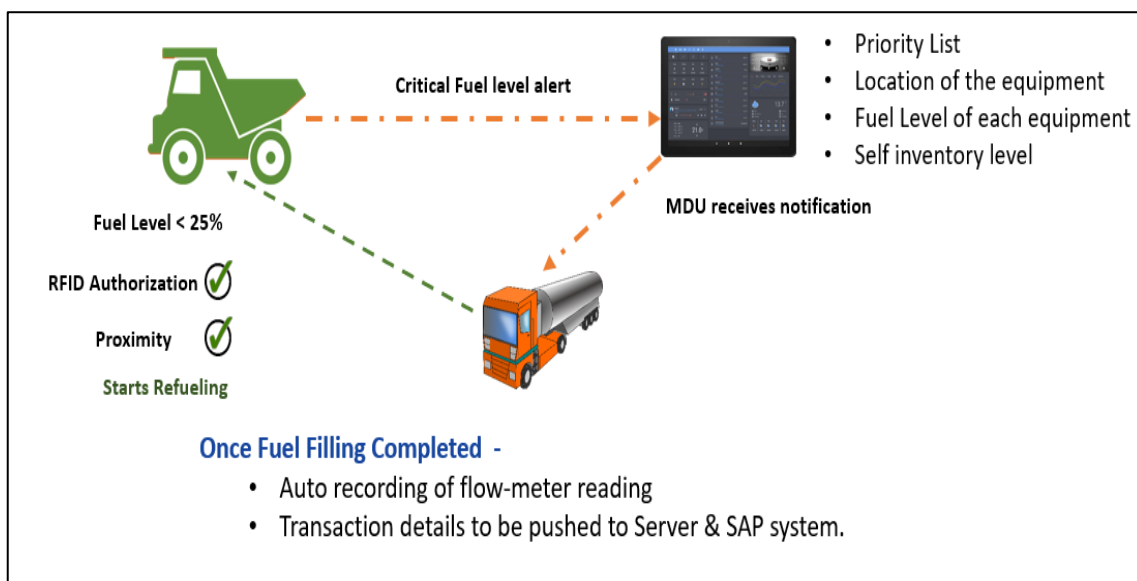 Critical Fuel level alert
• Priority List
• Location of the equipment
• Fuel Level of each equipment
• Self inventory level
MDU receives notification
Fuel Level < 25%
RFID Authorization
Proximity
Starts Refueling
Once Fuel Filling Completed -
• Auto recording of flow-meter reading
• Transaction details to be pushed to Server & SAP system.